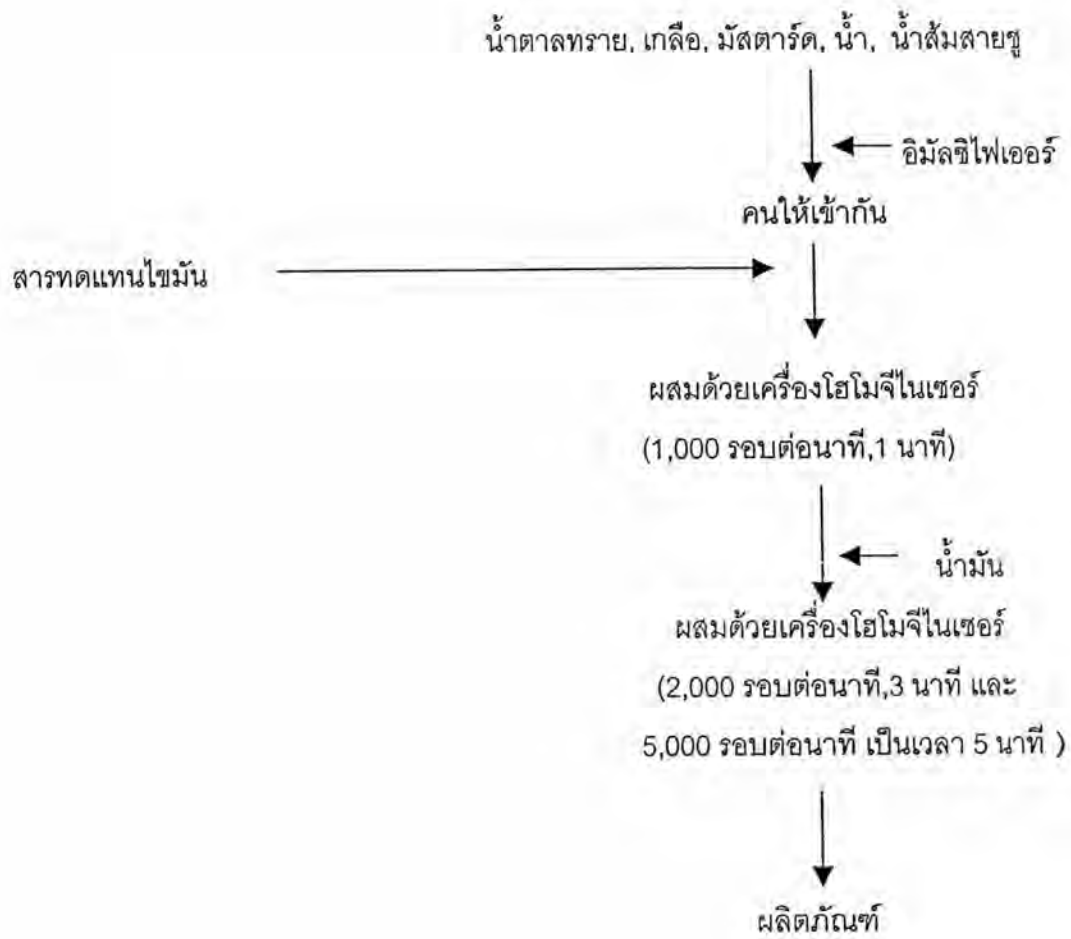 น้ำตาลทราย, เกลือ, มัสตาร์ด, น้ำ, น้ำส้มสายชู
อิมัลซิไฟเออร์
คนให้เข้ากัน
สารทดแทนไขมัน
ผสมด้วยเครื่องโฮโมจีไนเซอร์
(1,000 รอบต่อนาที,1 นาที)
น้ำมัน
ผสมด้วยเครื่องโฮโมจีไนเซอร์
(2,000 รอบต่อนาที,3 นาที และ
5,000 รอบต่อนาที เป็นเวลา 5 นาที )
ผลิตภัณฑ์